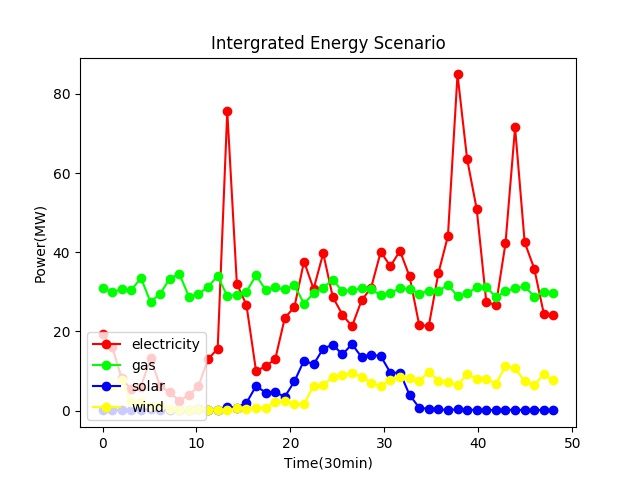 Intergrated Energy Scenario
Power(MW)
80
60
40
20
0
electricity
gas
solar
wind
0 10 20 30 40 50
Time(30min)